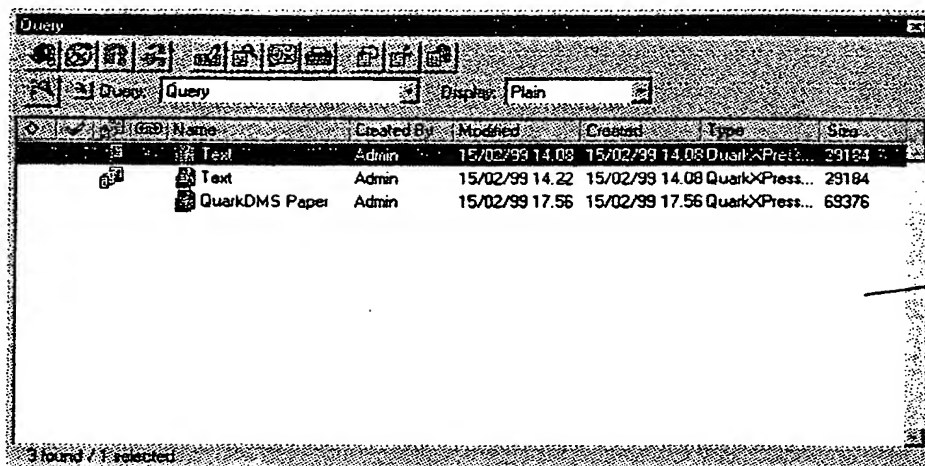 Query
Query: Query Display: Plain
Name Created By Modified Created Type Size
Text Admin 15/02/99 14.08 15/02/99 14.08 QuarkXPress... 29184
Text Admin 15/02/99 14.22 15/02/99 14.08 QuarkXPress... 29184
QuarkDMS Paper Admin 15/02/99 17.56 15/02/99 17.56 QuarkXPress... 69376
3 found / 1 selected